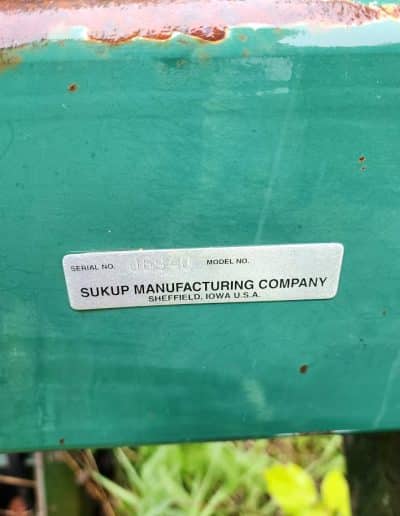 SERIAL NO. MODEL NO.
SUKUP MANUFACTURING COMPANY
SHEFFIELD, IOWA U.S.A.